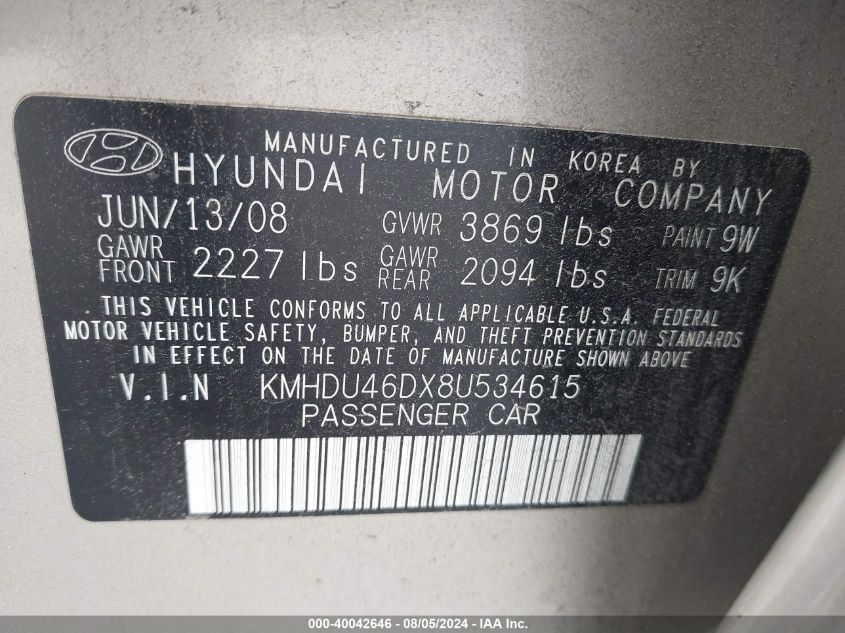 MANUFACTURED IN KOREA BY
HYUNDAI MOTOR COMPANY
JUN/13/08 GVWR 3869 lbs PAINT 9W
GAWR FRONT 2227 lbs GAWR REAR 2094 lbs TRIM 9K
THIS VEHICLE CONFORMS TO ALL APPLICABLE U.S.A. FEDERAL
MOTOR VEHICLE SAFETY, BUMPER, AND THEFT PREVENTION STANDARDS
IN EFFECT ON THE DATE OF MANUFACTURE SHOWN ABOVE
V.I.N KMHDU46DX8U534615
PASSENGER CAR
000-40042646 - 08/05/2024 - IAA Inc.